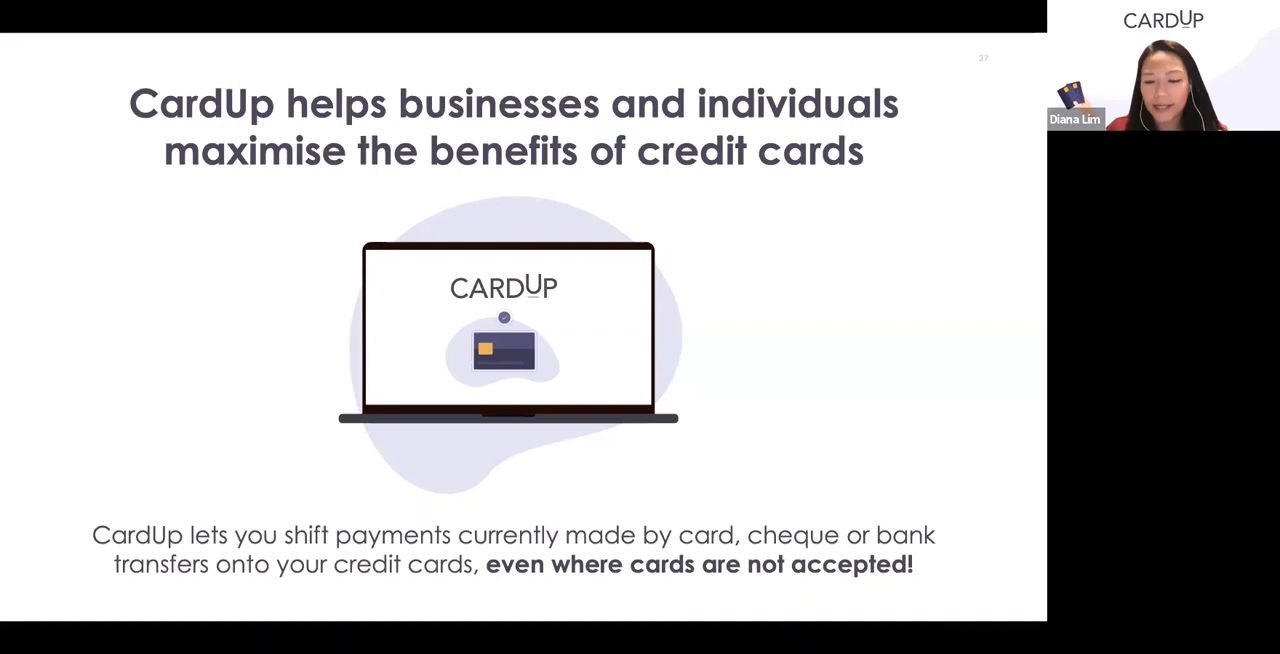 27
CardUp helps businesses and individuals
maximise the benefits of credit cards
CARDUP
CardUp lets you shift payments currently made by card, cheque or bank
transfers onto your credit cards, even where cards are not accepted!
CARDUP
Diana Lim